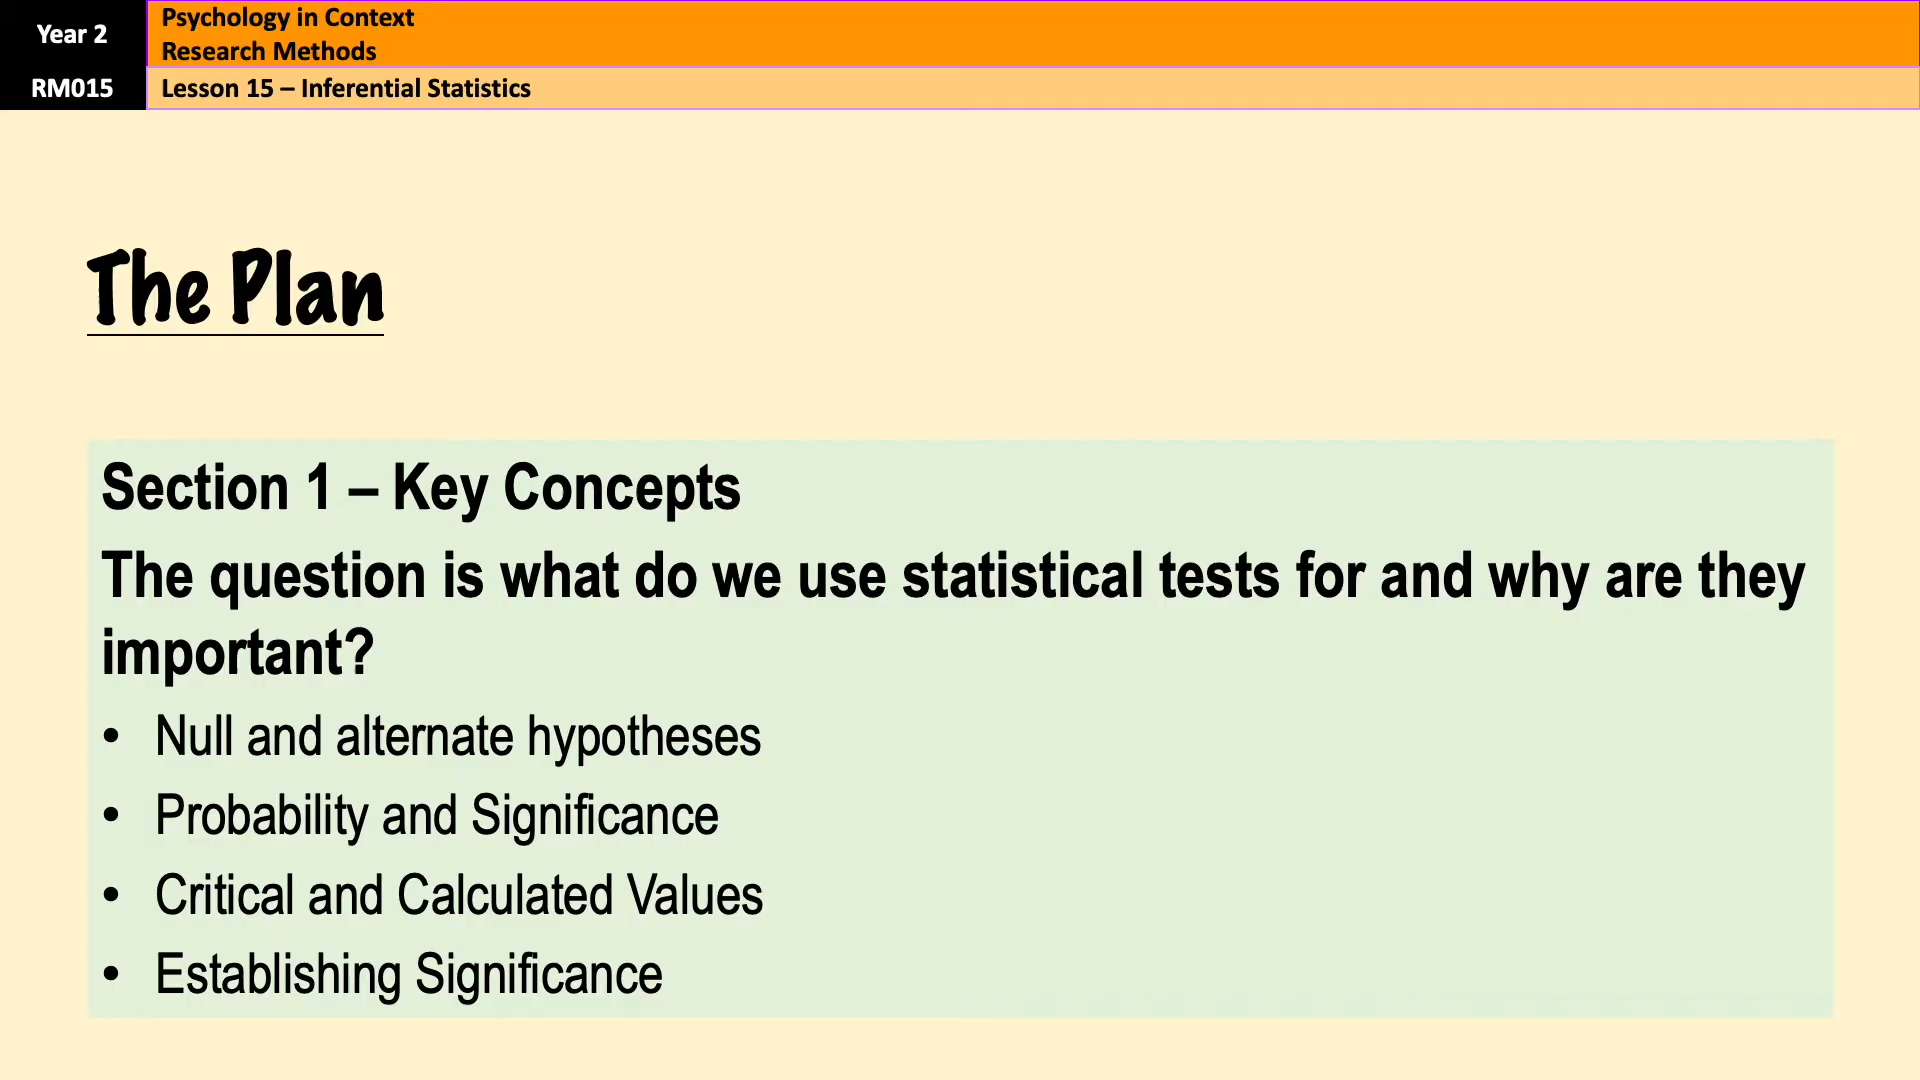 Year 2
Psychology in Context
Research Methods
RM015
Lesson 15 – Inferential Statistics
The Plan
Section 1 – Key Concepts
The question is what do we use statistical tests for and why are they
important?
• Null and alternate hypotheses
• Probability and Significance
• Critical and Calculated Values
• Establishing Significance